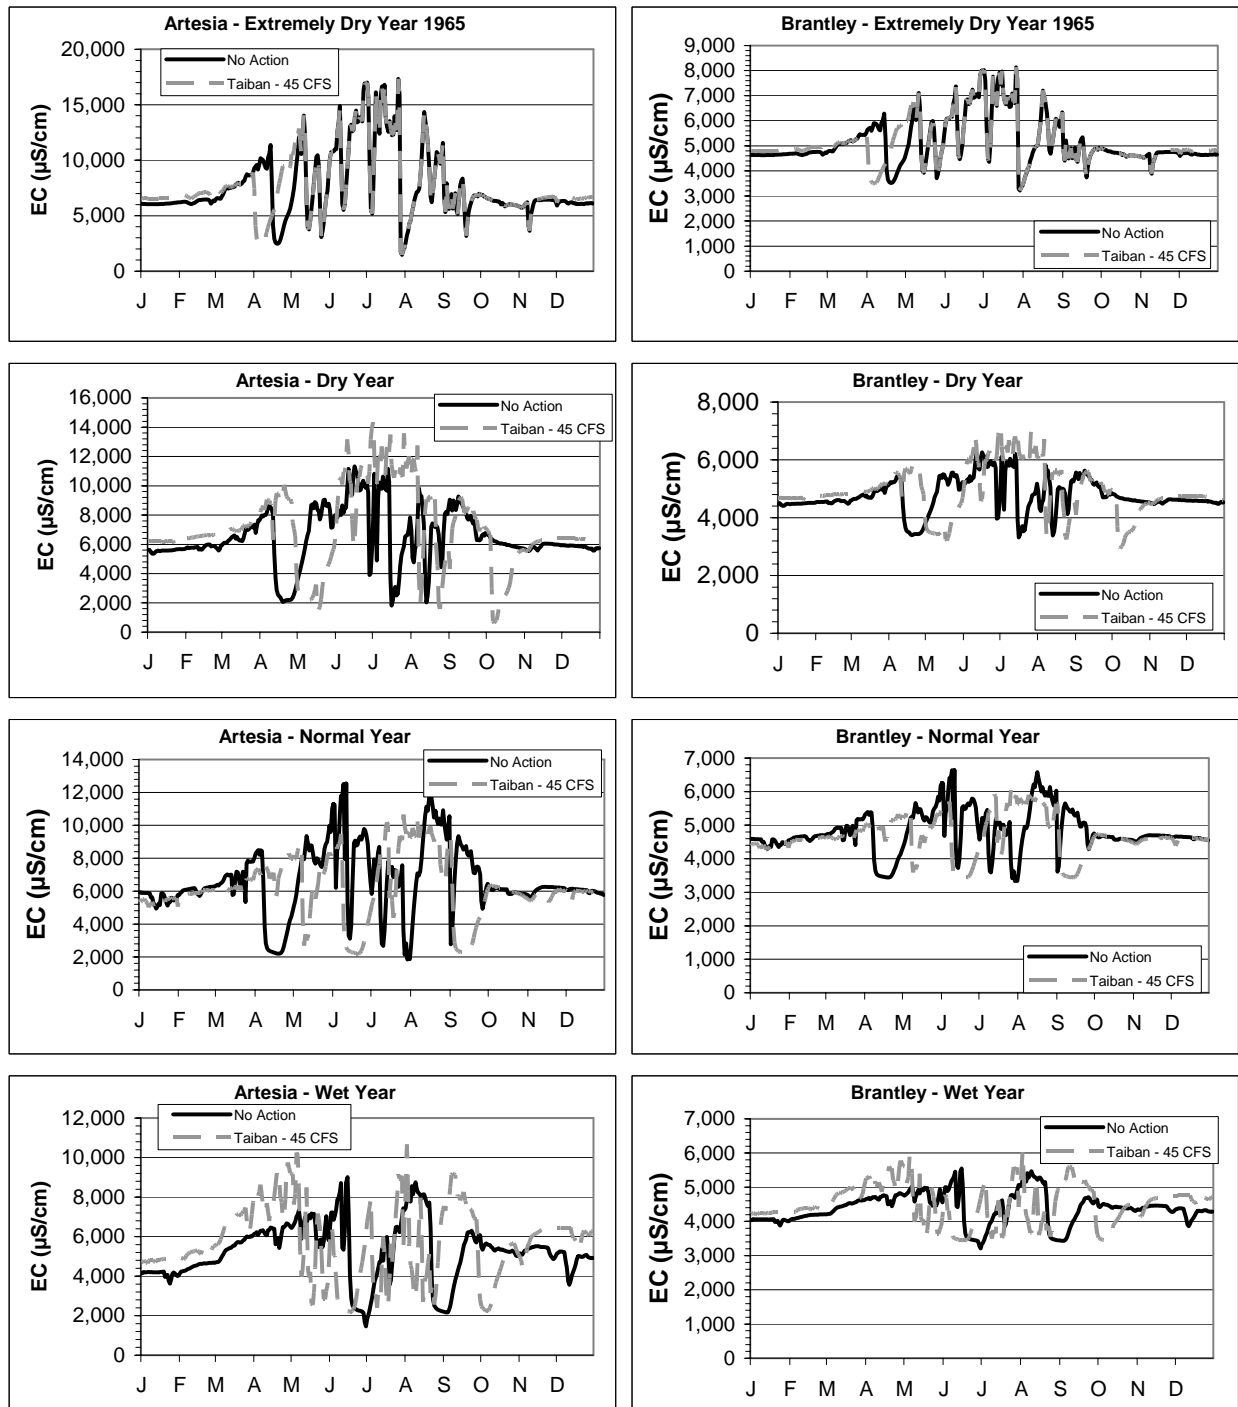 Artesia - Extremely Dry Year 1965
EC (µS/cm)
20,000
15,000
10,000
5,000
0
No Action
Taiban - 45 CFS
J F M A M J J A S O N D
Brantley - Extremely Dry Year 1965
EC (µS/cm)
9,000
8,000
7,000
6,000
5,000
4,000
3,000
2,000
1,000
0
No Action
Taiban - 45 CFS
J F M A M J J A S O N D
Artesia - Dry Year
EC (µS/cm)
16,000
14,000
12,000
10,000
8,000
6,000
4,000
2,000
0
No Action
Taiban - 45 CFS
J F M A M J J A S O N D
Brantley - Dry Year
EC (µS/cm)
8,000
6,000
4,000
2,000
0
No Action
Taiban - 45 CFS
J F M A M J J A S O N D
Artesia - Normal Year
EC (µS/cm)
14,000
12,000
10,000
8,000
6,000
4,000
2,000
0
No Action
Taiban - 45 CFS
J F M A M J J A S O N D
Brantley - Normal Year
EC (µS/cm)
7,000
6,000
5,000
4,000
3,000
2,000
1,000
0
No Action
Taiban - 45 CFS
J F M A M J J A S O N D
Artesia - Wet Year
EC (µS/cm)
12,000
10,000
8,000
6,000
4,000
2,000
0
No Action
Taiban - 45 CFS
J F M A M J J A S O N D
Brantley - Wet Year
EC (µS/cm)
7,000
6,000
5,000
4,000
3,000
2,000
1,000
0
No Action
Taiban - 45 CFS
J F M A M J J A S O N D